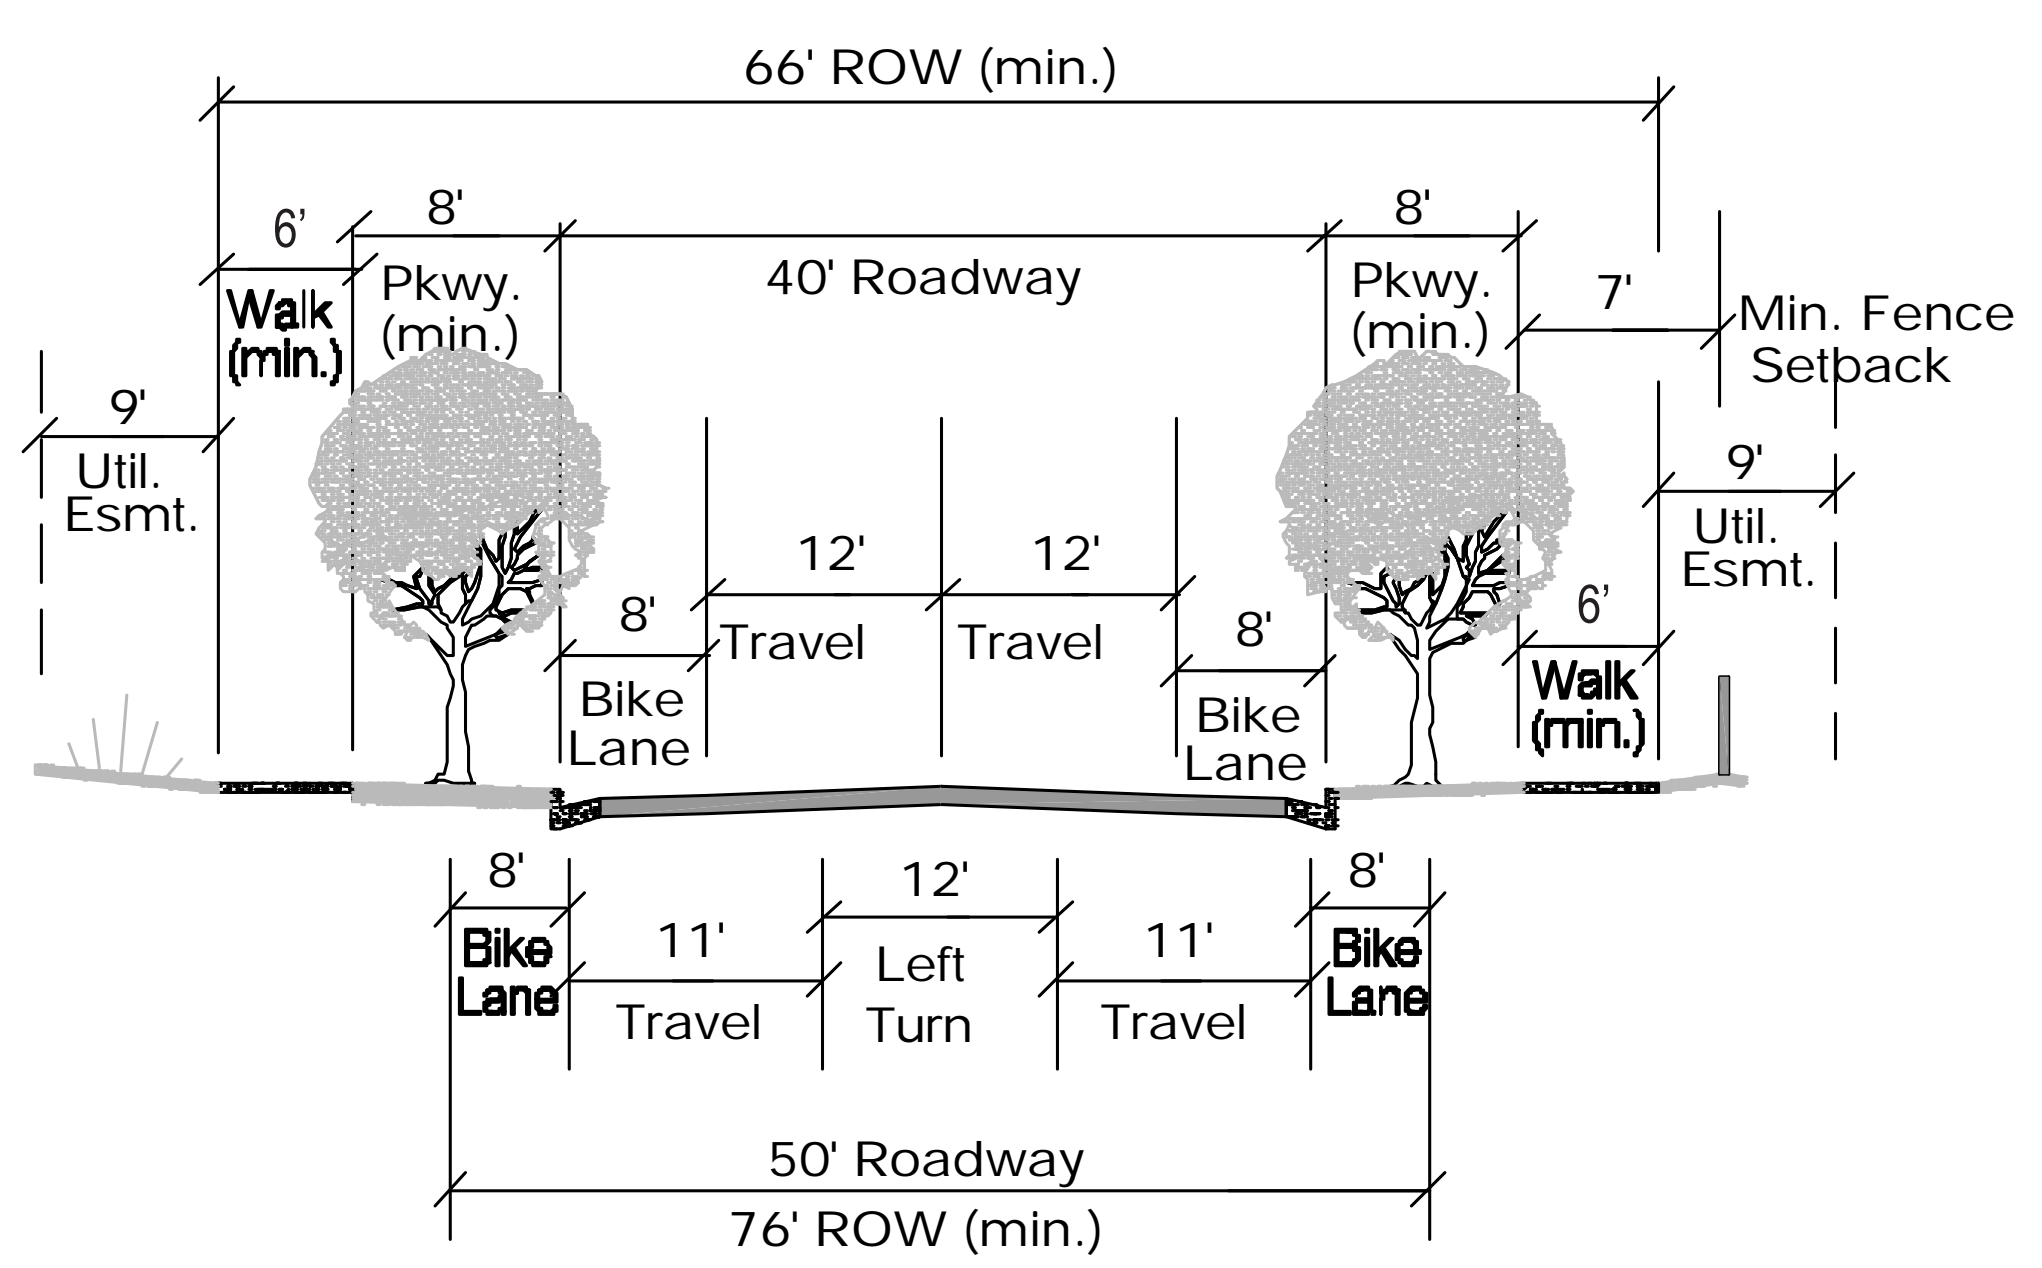 66' ROW (min.)
8'
8'
6’
40' Roadway
Pkwy.
(min.)
Pkwy.
(min.)
7'
Walk
(min.)
Min. Fence
Setback
9'
Util.
Esmt.
9'
Util.
Esmt.
12'
12'
8'
Travel
Travel
8'
6’
Bike
Lane
Bike
Lane
Walk
(min.)
8'
12'
8'
Bike
Lane
11'
Left
Turn
11'
Bike
Lane
Travel
Travel
50' Roadway
76' ROW (min.)